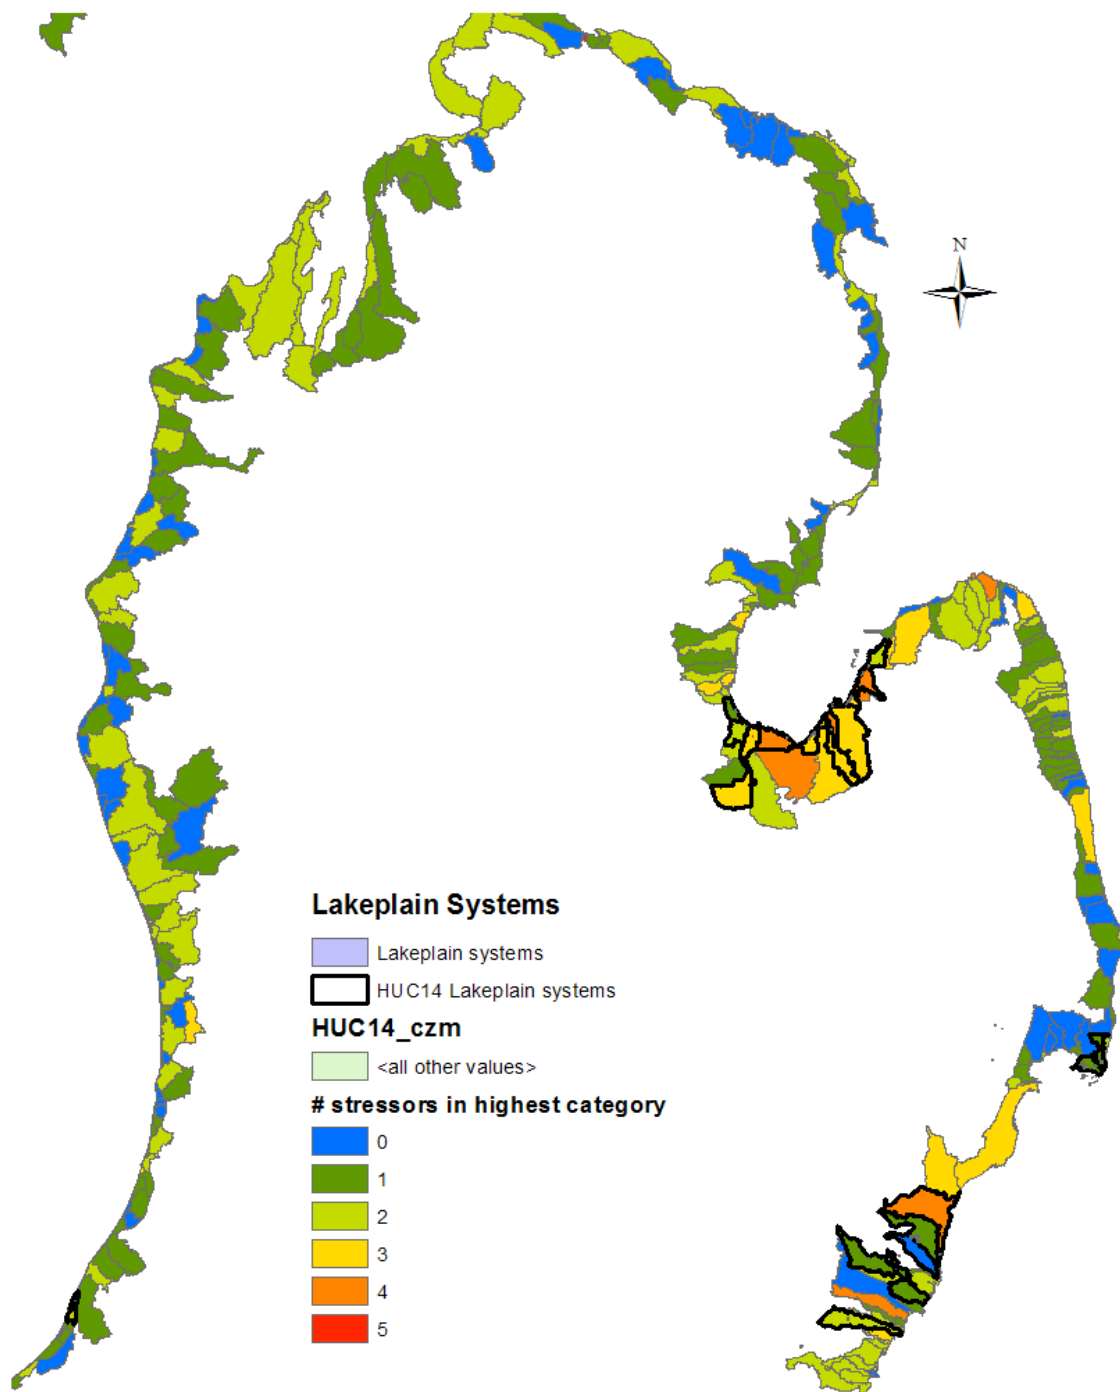 N
Lakeplain Systems
Lakeplain systems
HUC14 Lakeplain systems
HUC14_czm
<all other values>
# stressors in highest category
0
1
2
3
4
5